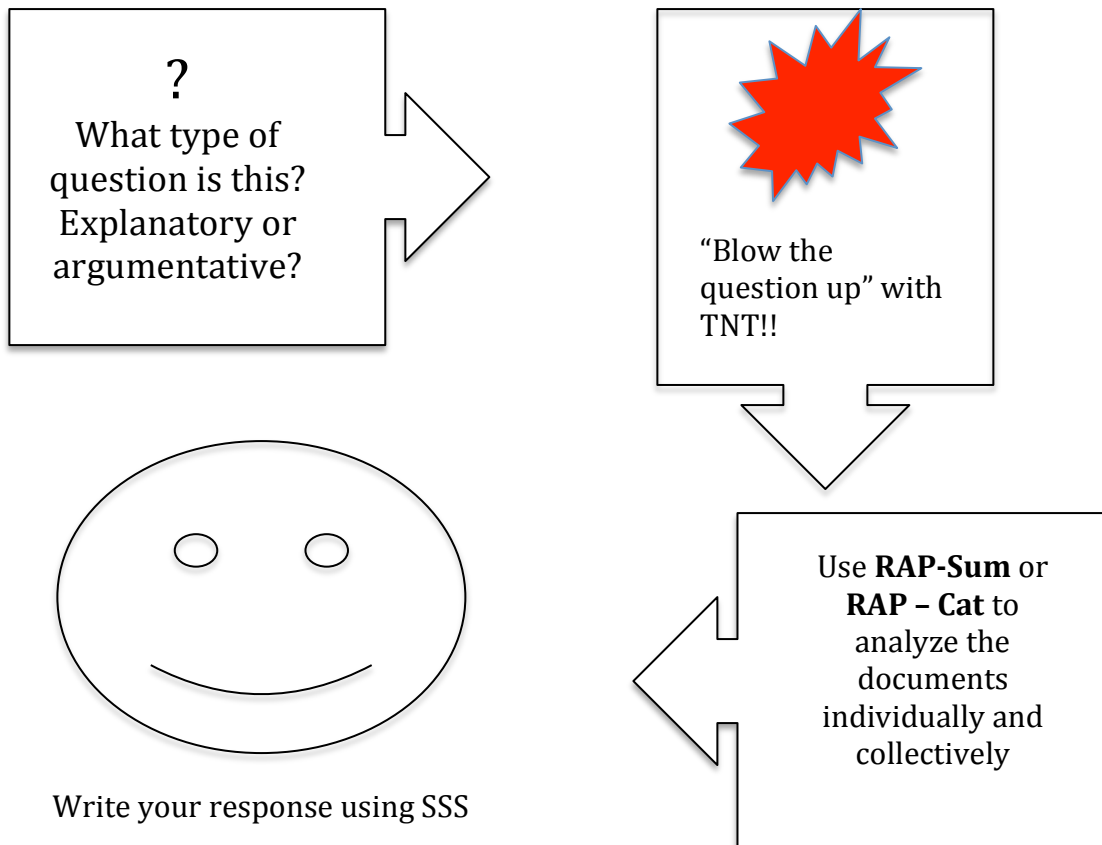 ?
What type of
question is this?
Explanatory or
argumentative?
“Blow the
question up” with
TNT!!
Use RAP-Sum or
RAP – Cat to
analyze the
documents
individually and
collectively
Write your response using SSS